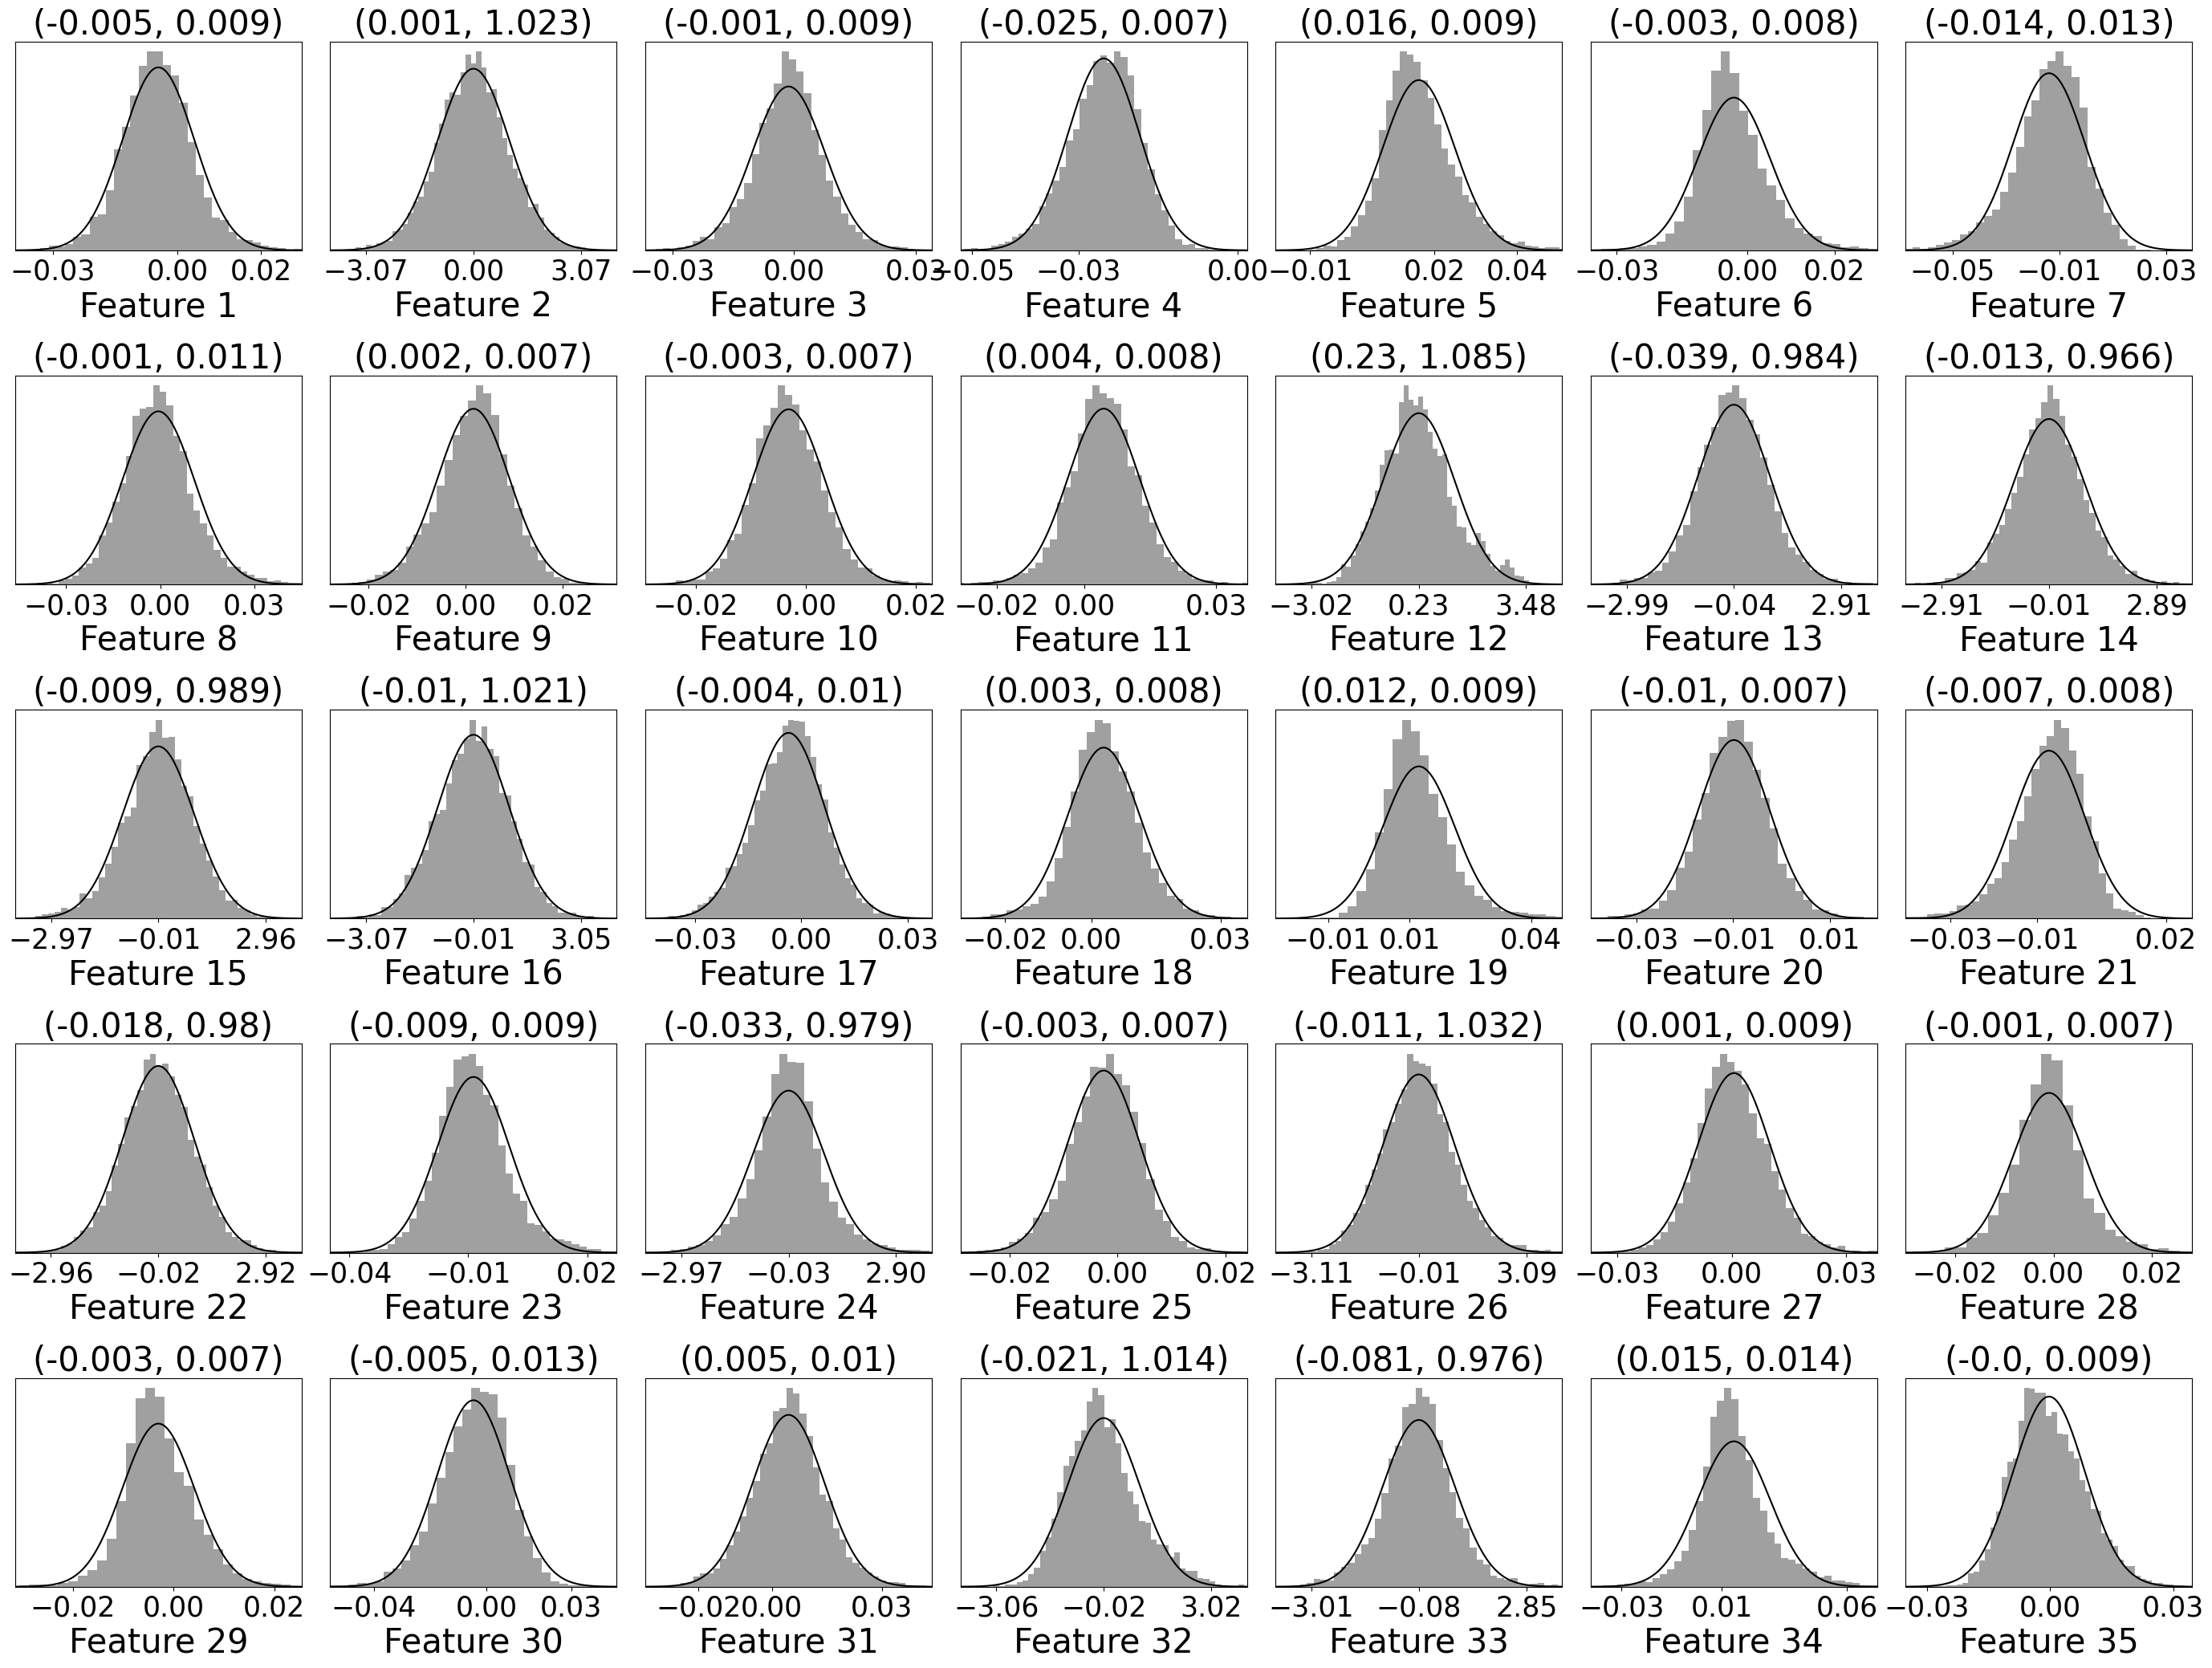 (-0.005, 0.009) (0.001, 1.023) (-0.001, 0.009) (-0.025, 0.007) (0.016, 0.009) (-0.003, 0.008) (-0.014, 0.013)
−0.03 0.00 0.02 −3.07 0.00 3.07 −0.03 0.00 0.03 −0.05 −0.03 0.00 −0.01 0.02 0.04 −0.03 0.00 0.02 −0.05 −0.01 0.03
Feature 1 Feature 2 Feature 3 Feature 4 Feature 5 Feature 6 Feature 7
(-0.001, 0.011) (0.002, 0.007) (-0.003, 0.007) (0.004, 0.008) (0.23, 1.085) (-0.039, 0.984) (-0.013, 0.966)
−0.03 0.00 0.03 −0.02 0.00 0.02 −0.02 0.00 0.02 −0.02 0.00 0.03 −3.02 0.23 3.48 −2.99 −0.04 2.91 −2.91 −0.01 2.89
Feature 8 Feature 9 Feature 10 Feature 11 Feature 12 Feature 13 Feature 14
(-0.009, 0.989) (-0.01, 1.021) (-0.004, 0.01) (0.003, 0.008) (0.012, 0.009) (-0.01, 0.007) (-0.007, 0.008)
−2.97 −0.01 2.96 −3.07 −0.01 3.05 −0.03 0.00 0.03 −0.02 0.00 0.03 −0.01 0.01 0.04 −0.03 −0.01 0.01 −0.03 −0.01 0.02
Feature 15 Feature 16 Feature 17 Feature 18 Feature 19 Feature 20 Feature 21
(-0.018, 0.98) (-0.009, 0.009) (-0.033, 0.979) (-0.003, 0.007) (-0.011, 1.032) (0.001, 0.009) (-0.001, 0.007)
−2.96 −0.02 2.92 −0.04 −0.01 0.02 −2.97 −0.03 2.90 −0.02 0.00 0.02 −3.11 −0.01 3.09 −0.03 0.00 0.03 −0.02 0.00 0.02
Feature 22 Feature 23 Feature 24 Feature 25 Feature 26 Feature 27 Feature 28
(-0.003, 0.007) (-0.005, 0.013) (0.005, 0.01) (-0.021, 1.014) (-0.081, 0.976) (0.015, 0.014) (-0.0, 0.009)
−0.02 0.00 0.02 −0.04 0.00 0.03 −0.02 0.00 0.03 −3.06 −0.02 3.02 −3.01 −0.08 2.85 −0.03 0.01 0.06 −0.03 0.00 0.03
Feature 29 Feature 30 Feature 31 Feature 32 Feature 33 Feature 34 Feature 35